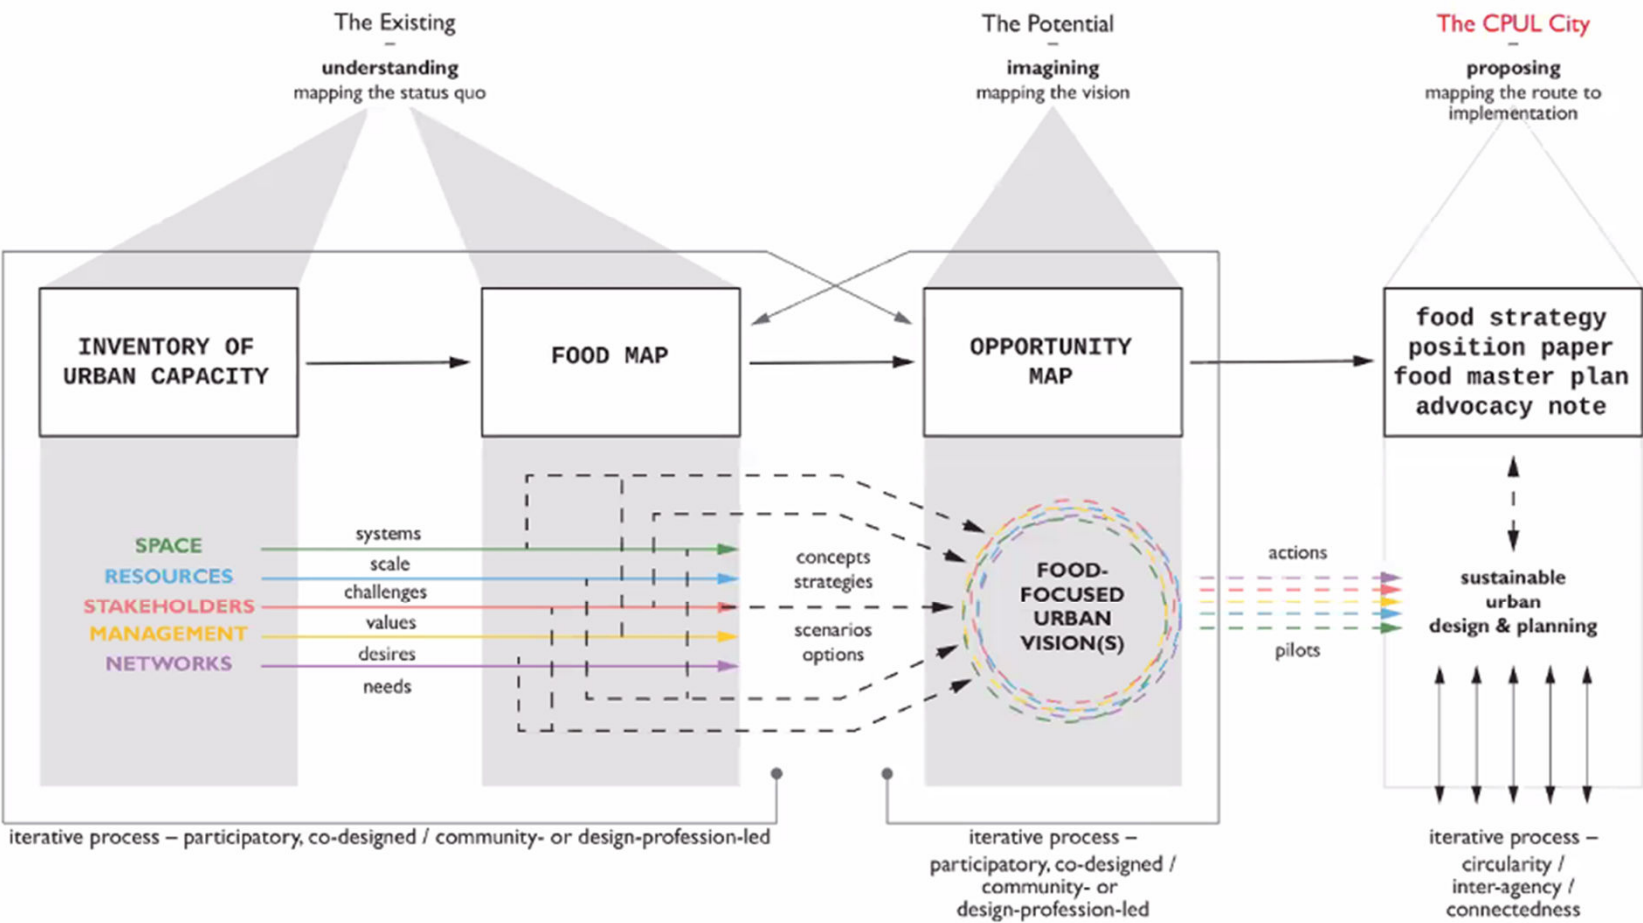 The Existing
–
understanding
mapping the status quo
The Potential
–
imagining
mapping the vision
The CPUL City
–
proposing
mapping the route to
implementation
INVENTORY OF
URBAN CAPACITY
FOOD MAP
OPPORTUNITY
MAP
food strategy
position paper
food master plan
advocacy note
SPACE
RESOURCES
STAKEHOLDERS
MANAGEMENT
NETWORKS
systems
scale
challenges
values
desires
needs
concepts
strategies
scenarios
options
FOOD-
FOCUSED
URBAN
VISION(S)
actions
pilots
sustainable
urban
design & planning
iterative process – participatory, co-designed / community- or design-profession-led
iterative process –
participatory, co-designed /
community- or
design-profession-led
iterative process –
circularity /
inter-agency /
connectedness